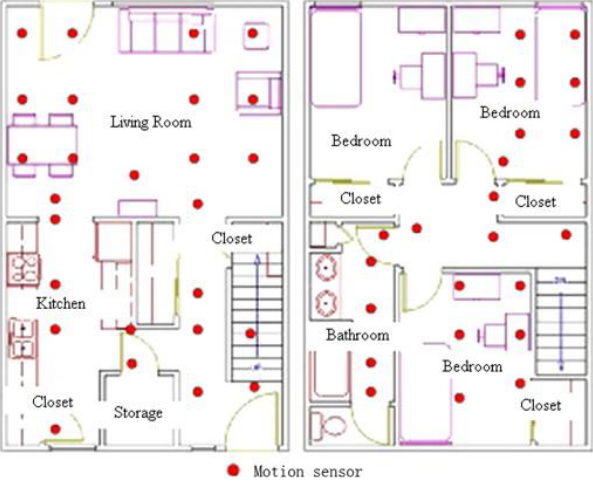 Living Room
Closet
Kitchen
Closet
Storage
Bedroom
Bedroom
Closet
Closet
Bathroom
Bedroom
Closet
Motion sensor